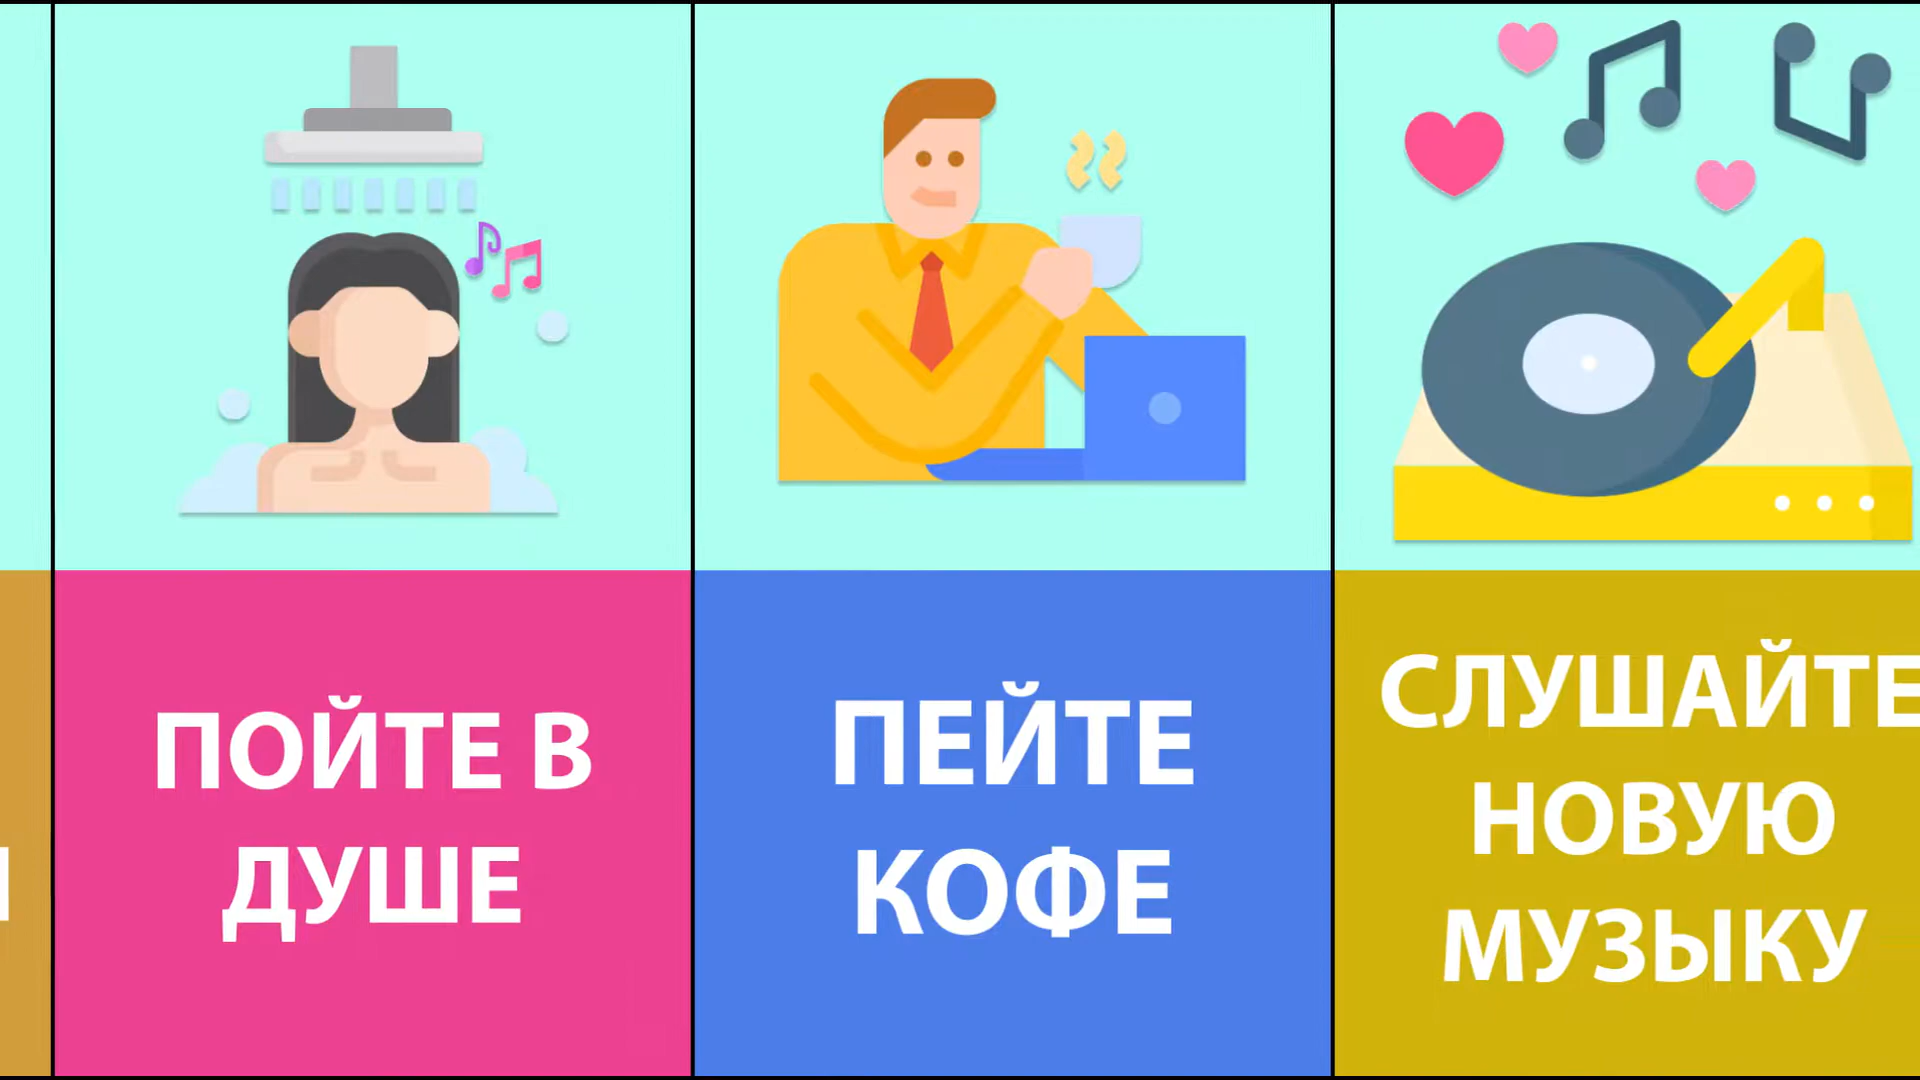 ПОЙТЕ В
ДУШЕ
ПЕЙТЕ
КОФЕ
СЛУШАЙТЕ
НОВУЮ
МУЗЫКУ